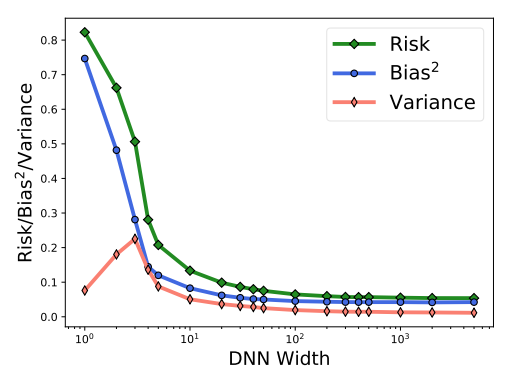 Risk
Bias²
Variance
Risk/Bias²/Variance
0.8
0.7
0.6
0.5
0.4
0.3
0.2
0.1
0.0
10⁰ 10¹ 10² 10³
DNN Width